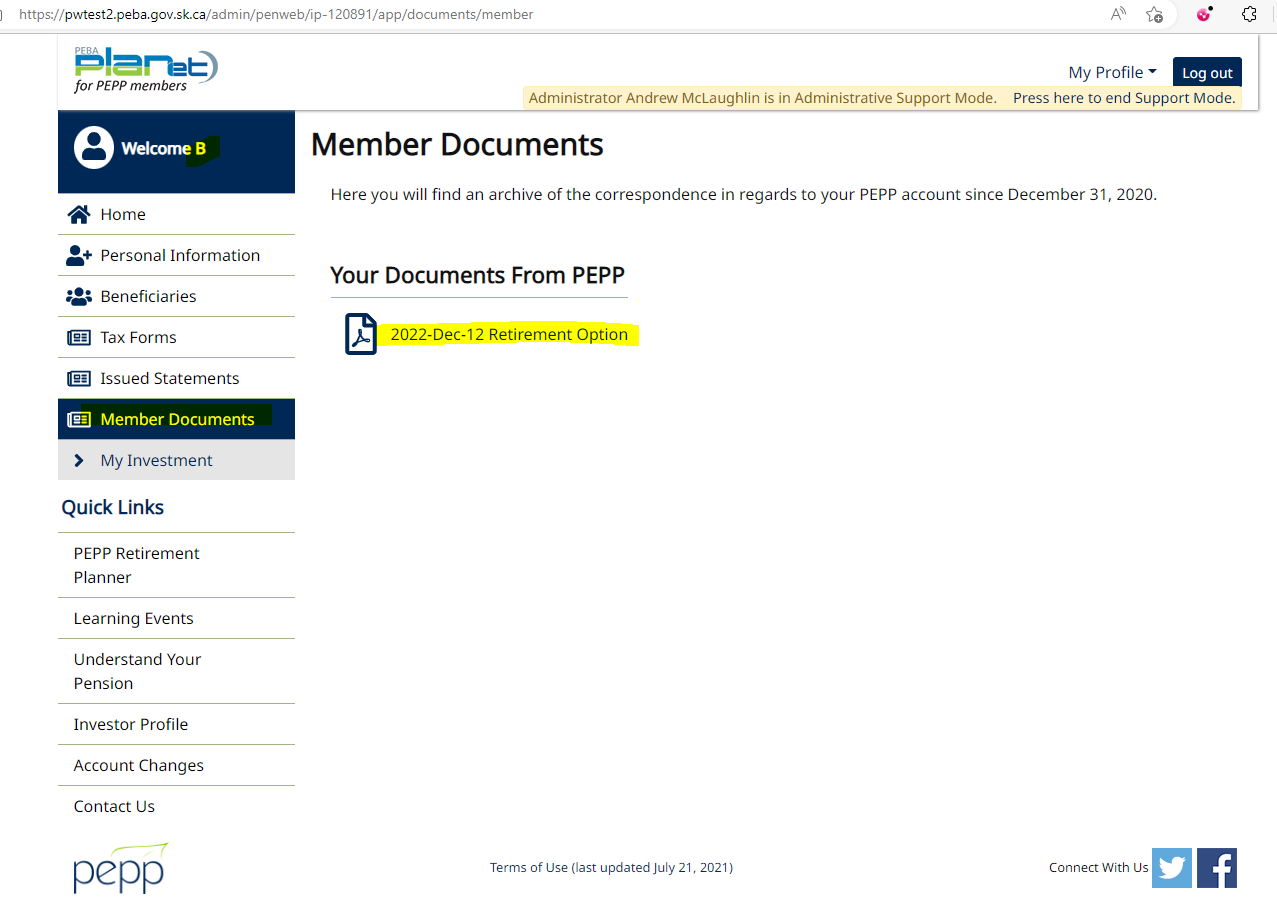 https://pwtest2.peba.gov.sk.ca/admin/penweb/ip-120891/app/documents/member
PEBA
planet
for PEPP members
My Profile
Log out
Administrator Andrew McLaughlin is in Administrative Support Mode. Press here to end Support Mode.
Welcome B
Member Documents
Here you will find an archive of the correspondence in regards to your PEPP account since December 31, 2020.
Your Documents From PEPP
2022-Dec-12 Retirement Option
Home
Personal Information
Beneficiaries
Tax Forms
Issued Statements
Member Documents
My Investment
Quick Links
PEPP Retirement
Planner
Learning Events
Understand Your
Pension
Investor Profile
Account Changes
Contact Us
pepp
Terms of Use (last updated July 21, 2021)
Connect With Us